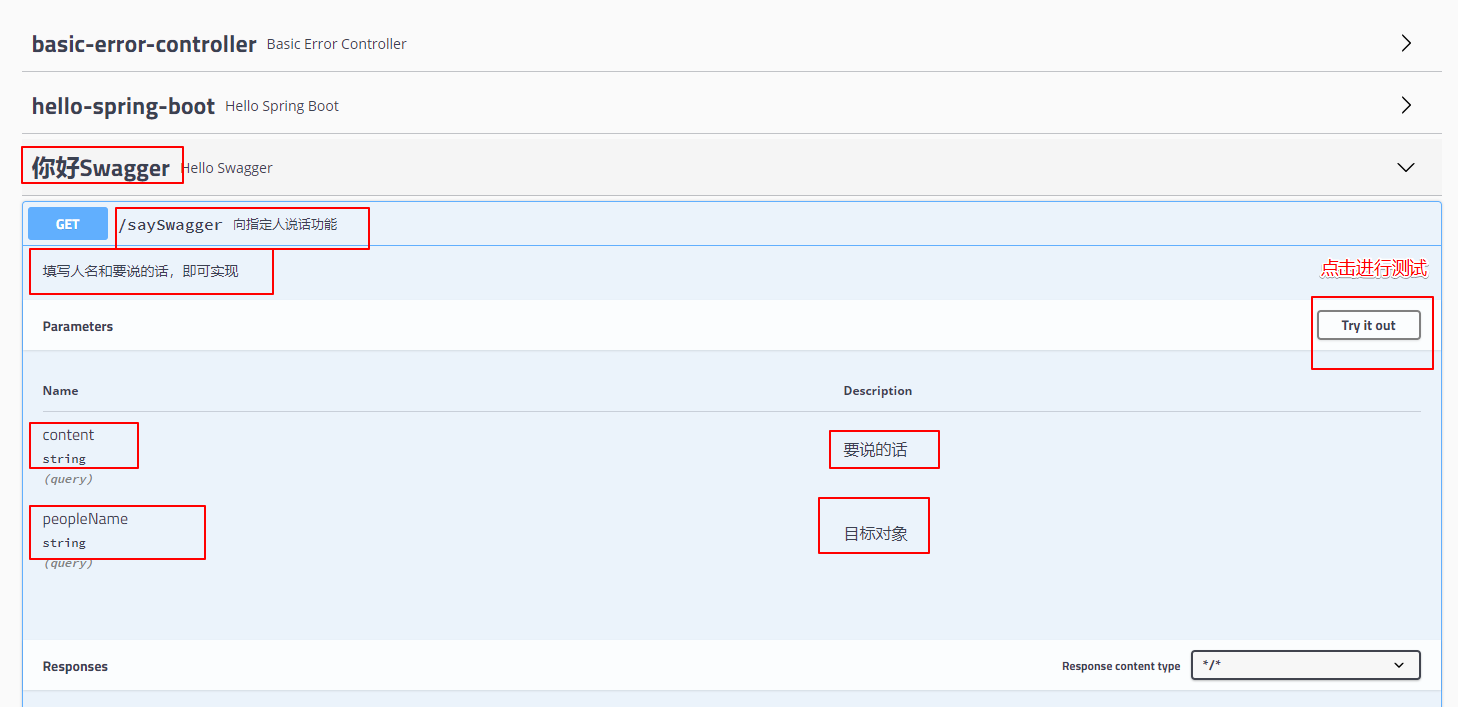 basic-error-controller Basic Error Controller
hello-spring-boot Hello Spring Boot
你好Swagger Hello Swagger
GET /saySwagger 向指定人说话功能
填写人名和要说的话，即可实现
点击进行测试
Parameters
Try it out
Name Description
content
string
(query)
要说的话
peopleName
string
(query)
目标对象
Responses
Response content type */*